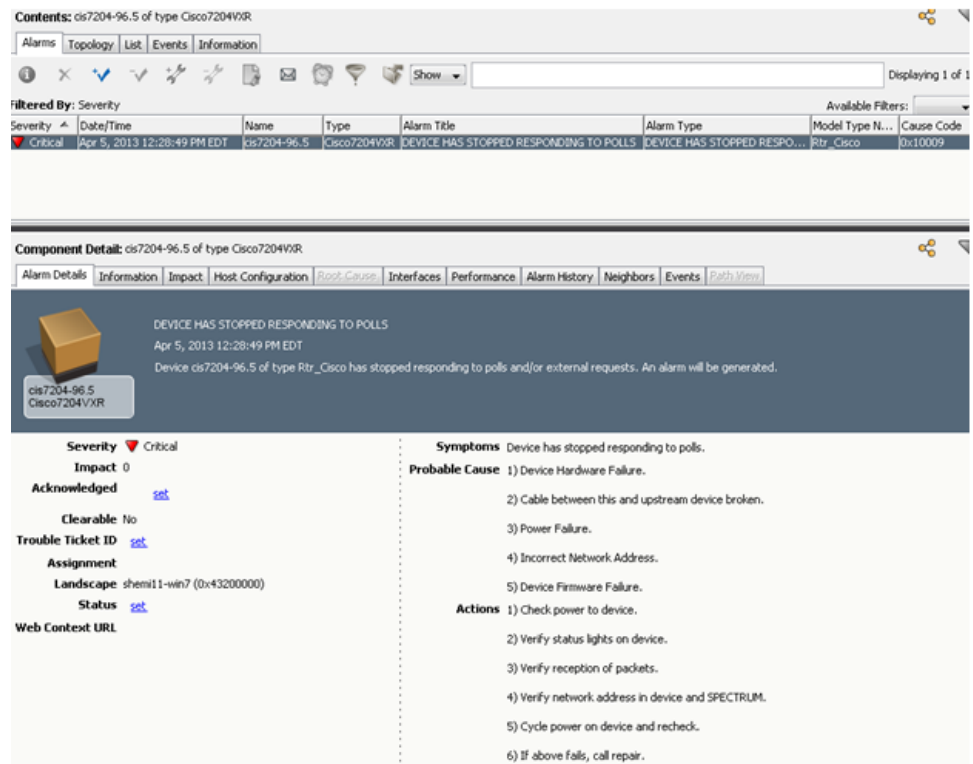 Contents: cis7204-96.5 of type Cisco7204VXR
Alarms Topology List Events Information
Show Displaying 1 of 1
Filtered By: Severity Available Filters:
Severity Date/Time Name Type Alarm Title Alarm Type Model Type N... Cause Code
Critical Apr 5, 2013 12:28:49 PM EDT cis7204-96.5 Cisco7204VXR DEVICE HAS STOPPED RESPONDING TO POLLS DEVICE HAS STOPPED RESPO... Rtr_Cisco 0x10009
Component Detail: cis7204-96.5 of type Cisco7204VXR
Alarm Details Information Impact Host Configuration Root Cause Interfaces Performance Alarm History Neighbors Events Path View
DEVICE HAS STOPPED RESPONDING TO POLLS
Apr 5, 2013 12:28:49 PM EDT
Device cis7204-96.5 of type Rtr_Cisco has stopped responding to polls and/or external requests. An alarm will be generated.
cis7204-96.5
Cisco7204VXR
Severity Critical
Impact 0
Acknowledged set
Clearable No
Trouble Ticket ID set
Assignment
Landscape shemi11-win7 (0x43200000)
Status set
Web Context URL
Symptoms Device has stopped responding to polls.
Probable Cause 1) Device Hardware Failure.
2) Cable between this and upstream device broken.
3) Power Failure.
4) Incorrect Network Address.
5) Device Firmware Failure.
Actions 1) Check power to device.
2) Verify status lights on device.
3) Verify reception of packets.
4) Verify network address in device and SPECTRUM.
5) Cycle power on device and recheck.
6) If above fails, call repair.